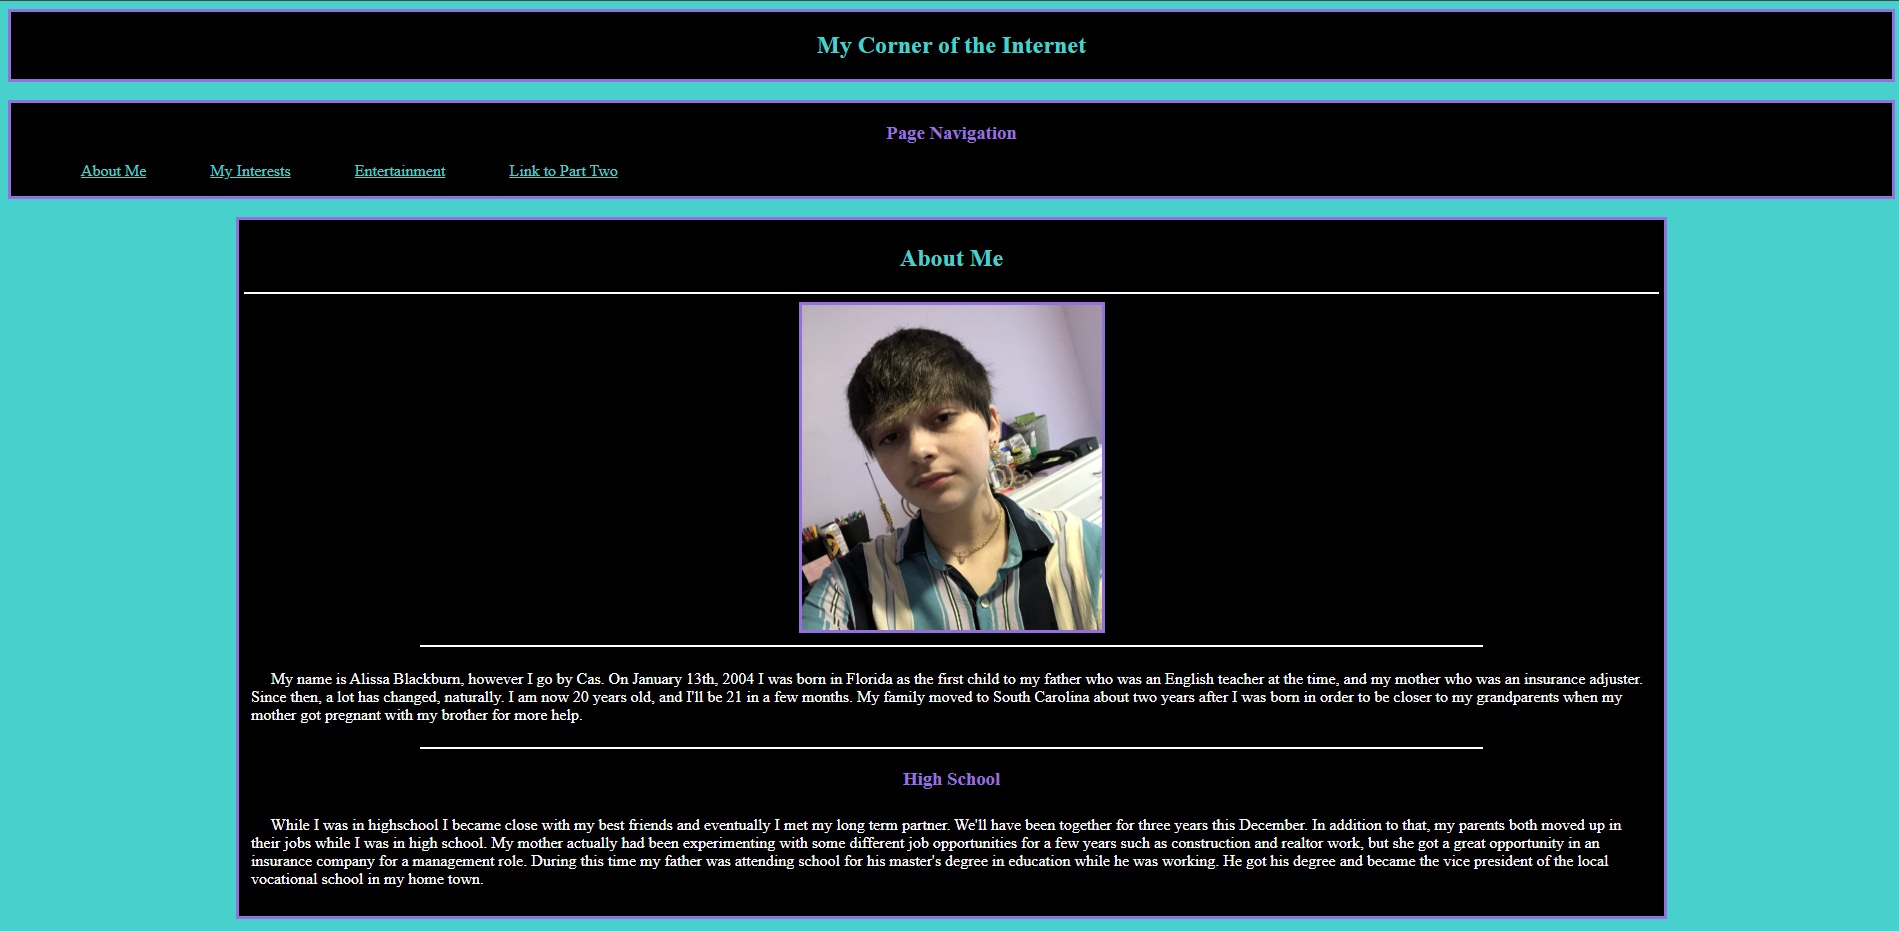 My Corner of the Internet
Page Navigation
About Me My Interests Entertainment Link to Part Two
About Me
My name is Alissa Blackburn, however I go by Cas. On January 13th, 2004 I was born in Florida as the first child to my father who was an English teacher at the time, and my mother who was an insurance adjuster.
Since then, a lot has changed, naturally. I am now 20 years old, and I'll be 21 in a few months. My family moved to South Carolina about two years after I was born in order to be closer to my grandparents when my
mother got pregnant with my brother for more help.
High School
While I was in highschool I became close with my best friends and eventually I met my long term partner. We'll have been together for three years this December. In addition to that, my parents both moved up in
their jobs while I was in high school. My mother actually had been experimenting with some different job opportunities for a few years such as construction and realtor work, but she got a great opportunity in an
insurance company for a management role. During this time my father was attending school for his master's degree in education while he was working. He got his degree and became the vice president of the local
vocational school in my home town.